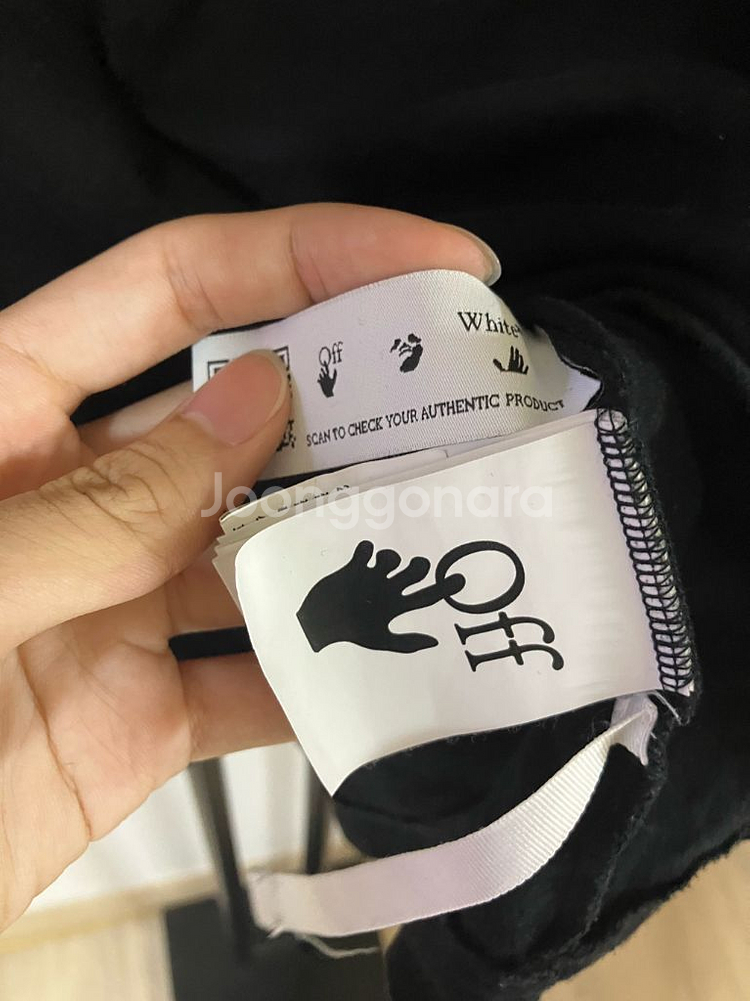 Off
White
SCAN TO CHECK YOUR AUTHENTIC PRODUCT
Joonggonara
Off